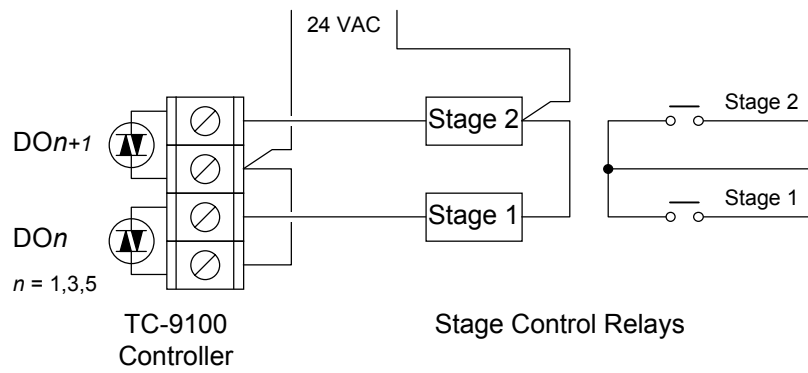 24 VAC
Stage 2
Stage 2
DOn+1
Stage 1
Stage 1
DOn
n = 1,3,5
TC-9100
Controller
Stage Control Relays